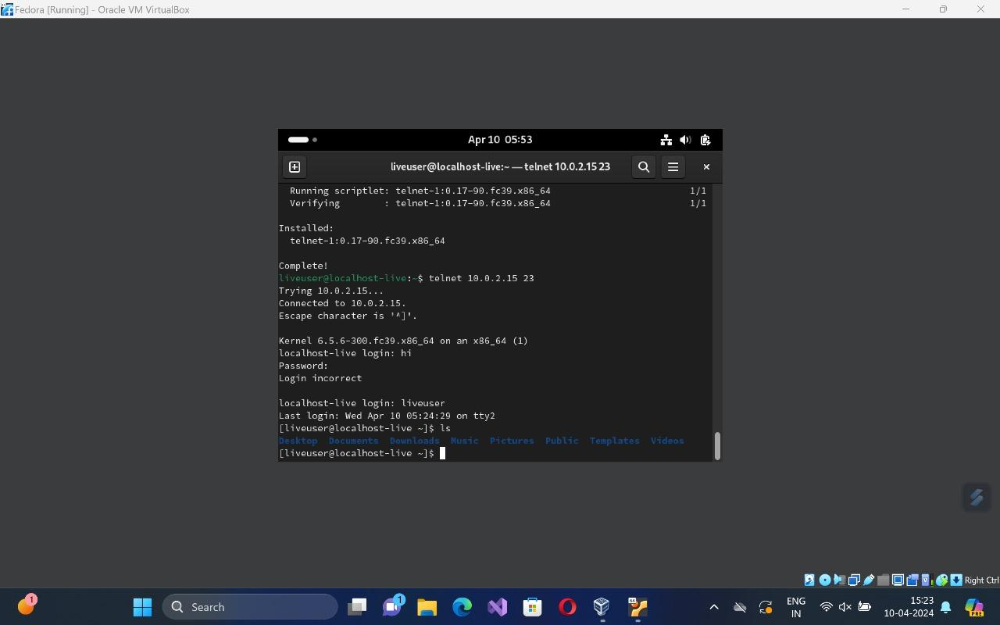 Fedora [Running] - Oracle VM VirtualBox
Apr 10 05:53
liveuser@localhost-live:~ — telnet 10.0.2.15 23
Running scriptlet: telnet-1:0.17-90.fc39.x86_64 1/1
Verifying : telnet-1:0.17-90.fc39.x86_64 1/1
Installed:
telnet-1:0.17-90.fc39.x86_64
Complete!
liveuser@localhost-live:~$ telnet 10.0.2.15 23
Trying 10.0.2.15...
Connected to 10.0.2.15.
Escape character is '^]'.
Kernel 6.5.6-300.fc39.x86_64 on an x86_64 (1)
localhost-live login: hi
Password:
Login incorrect
localhost-live login: liveuser
Last login: Wed Apr 10 05:24:29 on tty2
[liveuser@localhost-live ~]$ ls
Desktop Documents Downloads Music Pictures Public Templates Videos
[liveuser@localhost-live ~]$
Right Ctrl
1
Search
1
ENG
IN
15:23
10-04-2024
PRE